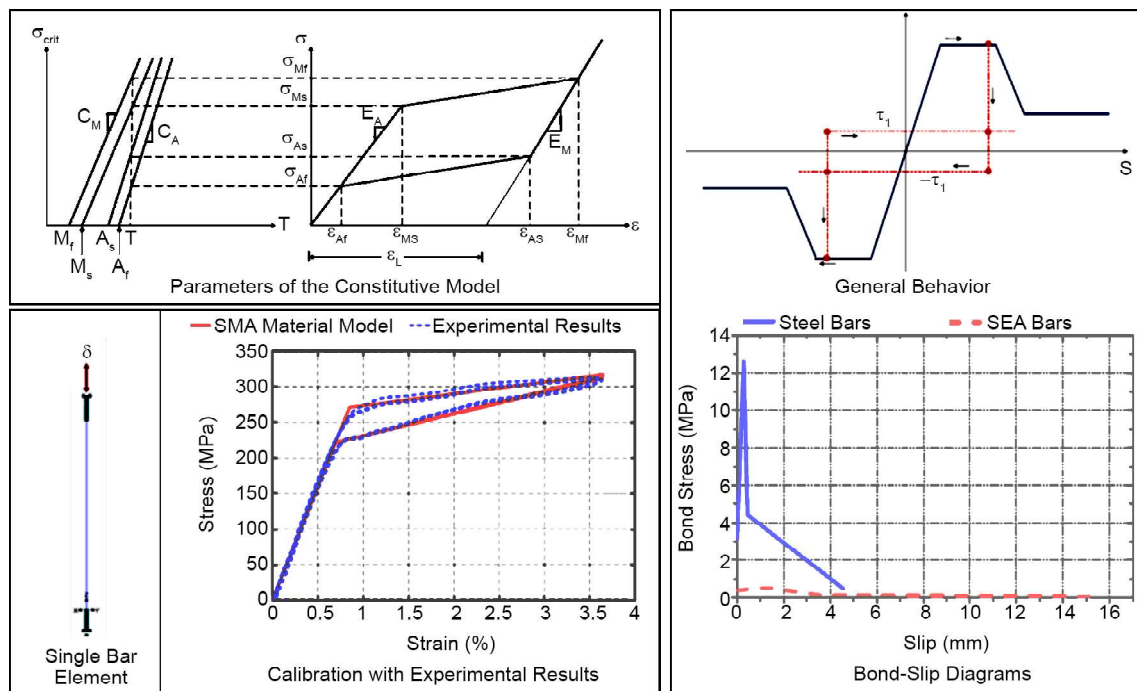 σcrit
CM
CA
Mf
Ms
As
Af
T
T
σ
σMf
σMs
σAs
σAf
EA
EM
εAf
εMS
εAS
εMf
ε
εL
Parameters of the Constitutive Model
τ1
−τ1
S
General Behavior
δ
Single Bar
Element
SMA Material Model
Experimental Results
Stress (MPa)
350
300
250
200
150
100
50
0
0
0.5
1
1.5
2
2.5
3
3.5
4
Strain (%)
Calibration with Experimental Results
Steel Bars
SEA Bars
Bond Stress (MPa)
14
12
10
8
6
4
2
0
0
2
4
6
8
10
12
14
16
Slip (mm)
Bond-Slip Diagrams